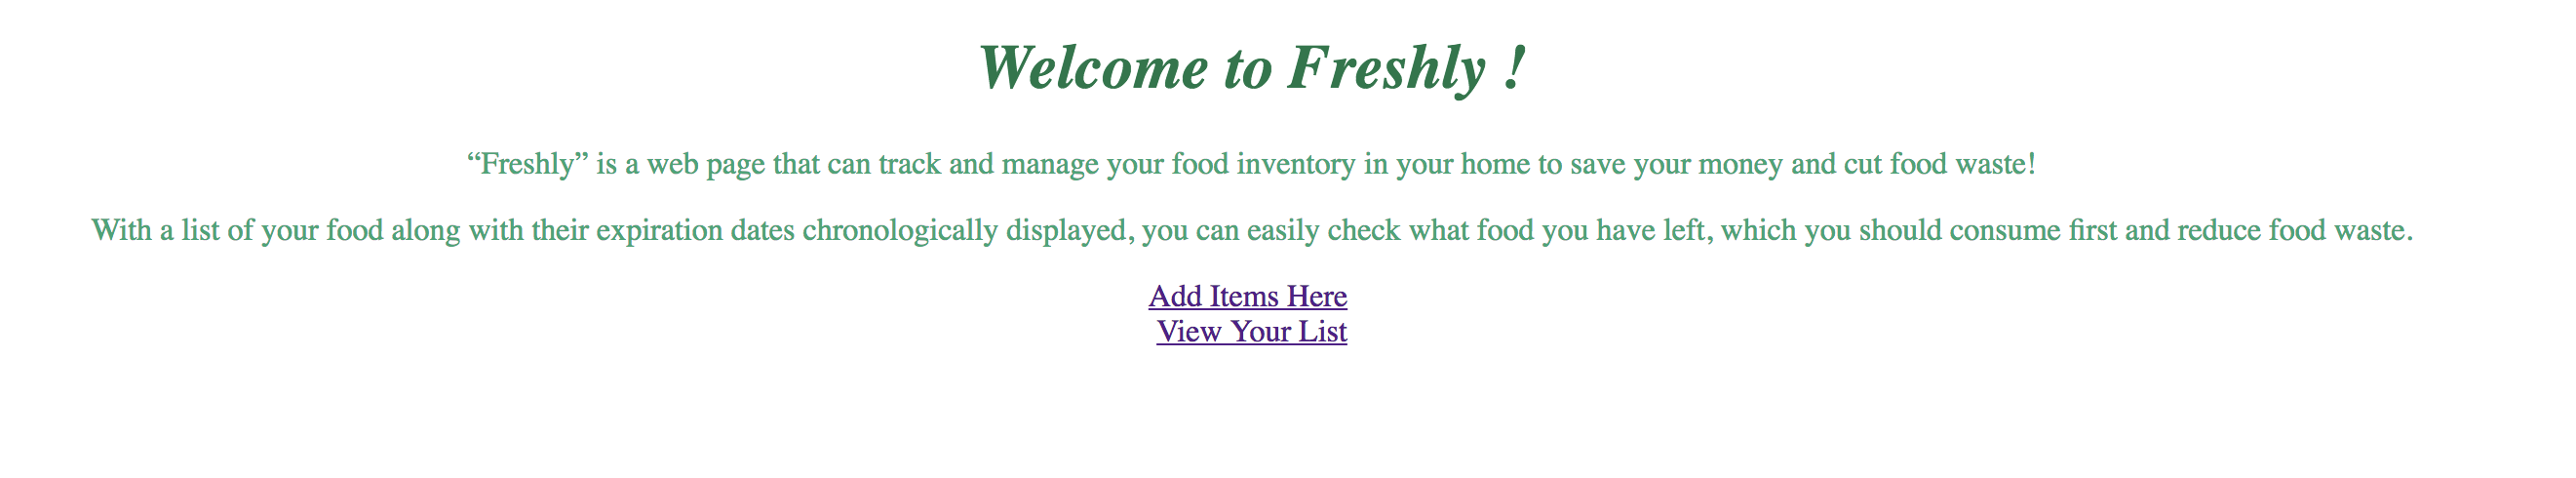 Welcome to Freshly !
“Freshly” is a web page that can track and manage your food inventory in your home to save your money and cut food waste!
With a list of your food along with their expiration dates chronologically displayed, you can easily check what food you have left, which you should consume first and reduce food waste.
Add Items Here
View Your List